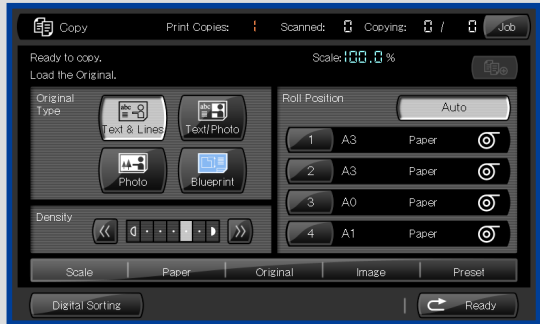 Copy Print Copies: 1 Scanned: 0 Copying: 0 / 0 Job
Ready to copy. Scale: 100.0 %
Load the Original.
Original Type
abc Text & Lines
abc Text/Photo
Photo
Blueprint
Density
Roll Position Auto
1 A3 Paper
2 A3 Paper
3 A0 Paper
4 A1 Paper
Scale Paper Original Image Preset
Digital Sorting Ready